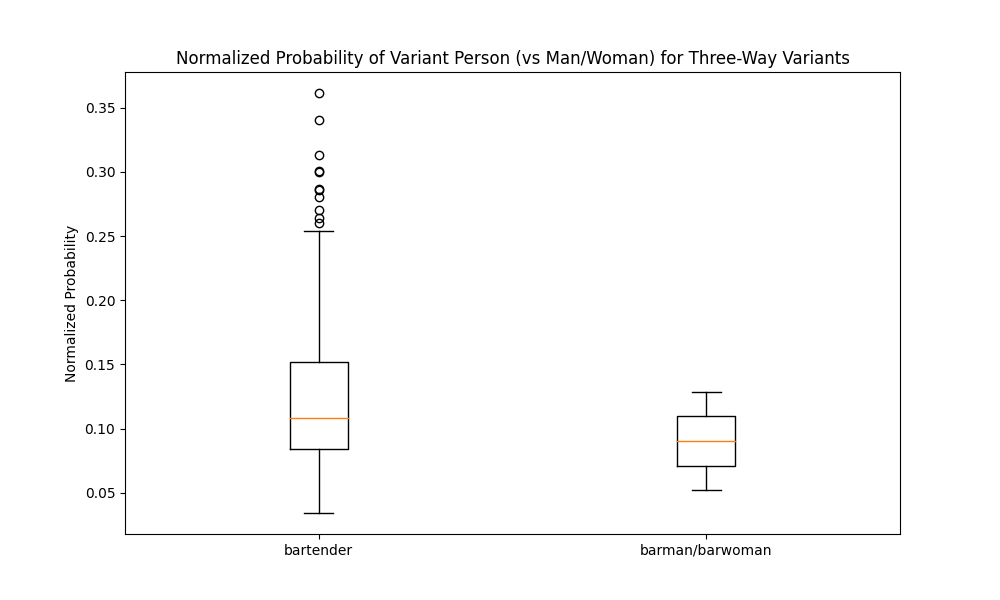 Normalized Probability of Variant Person (vs Man/Woman) for Three-Way Variants
Normalized Probability
0.35
0.30
0.25
0.20
0.15
0.10
0.05
bartender
barman/barwoman